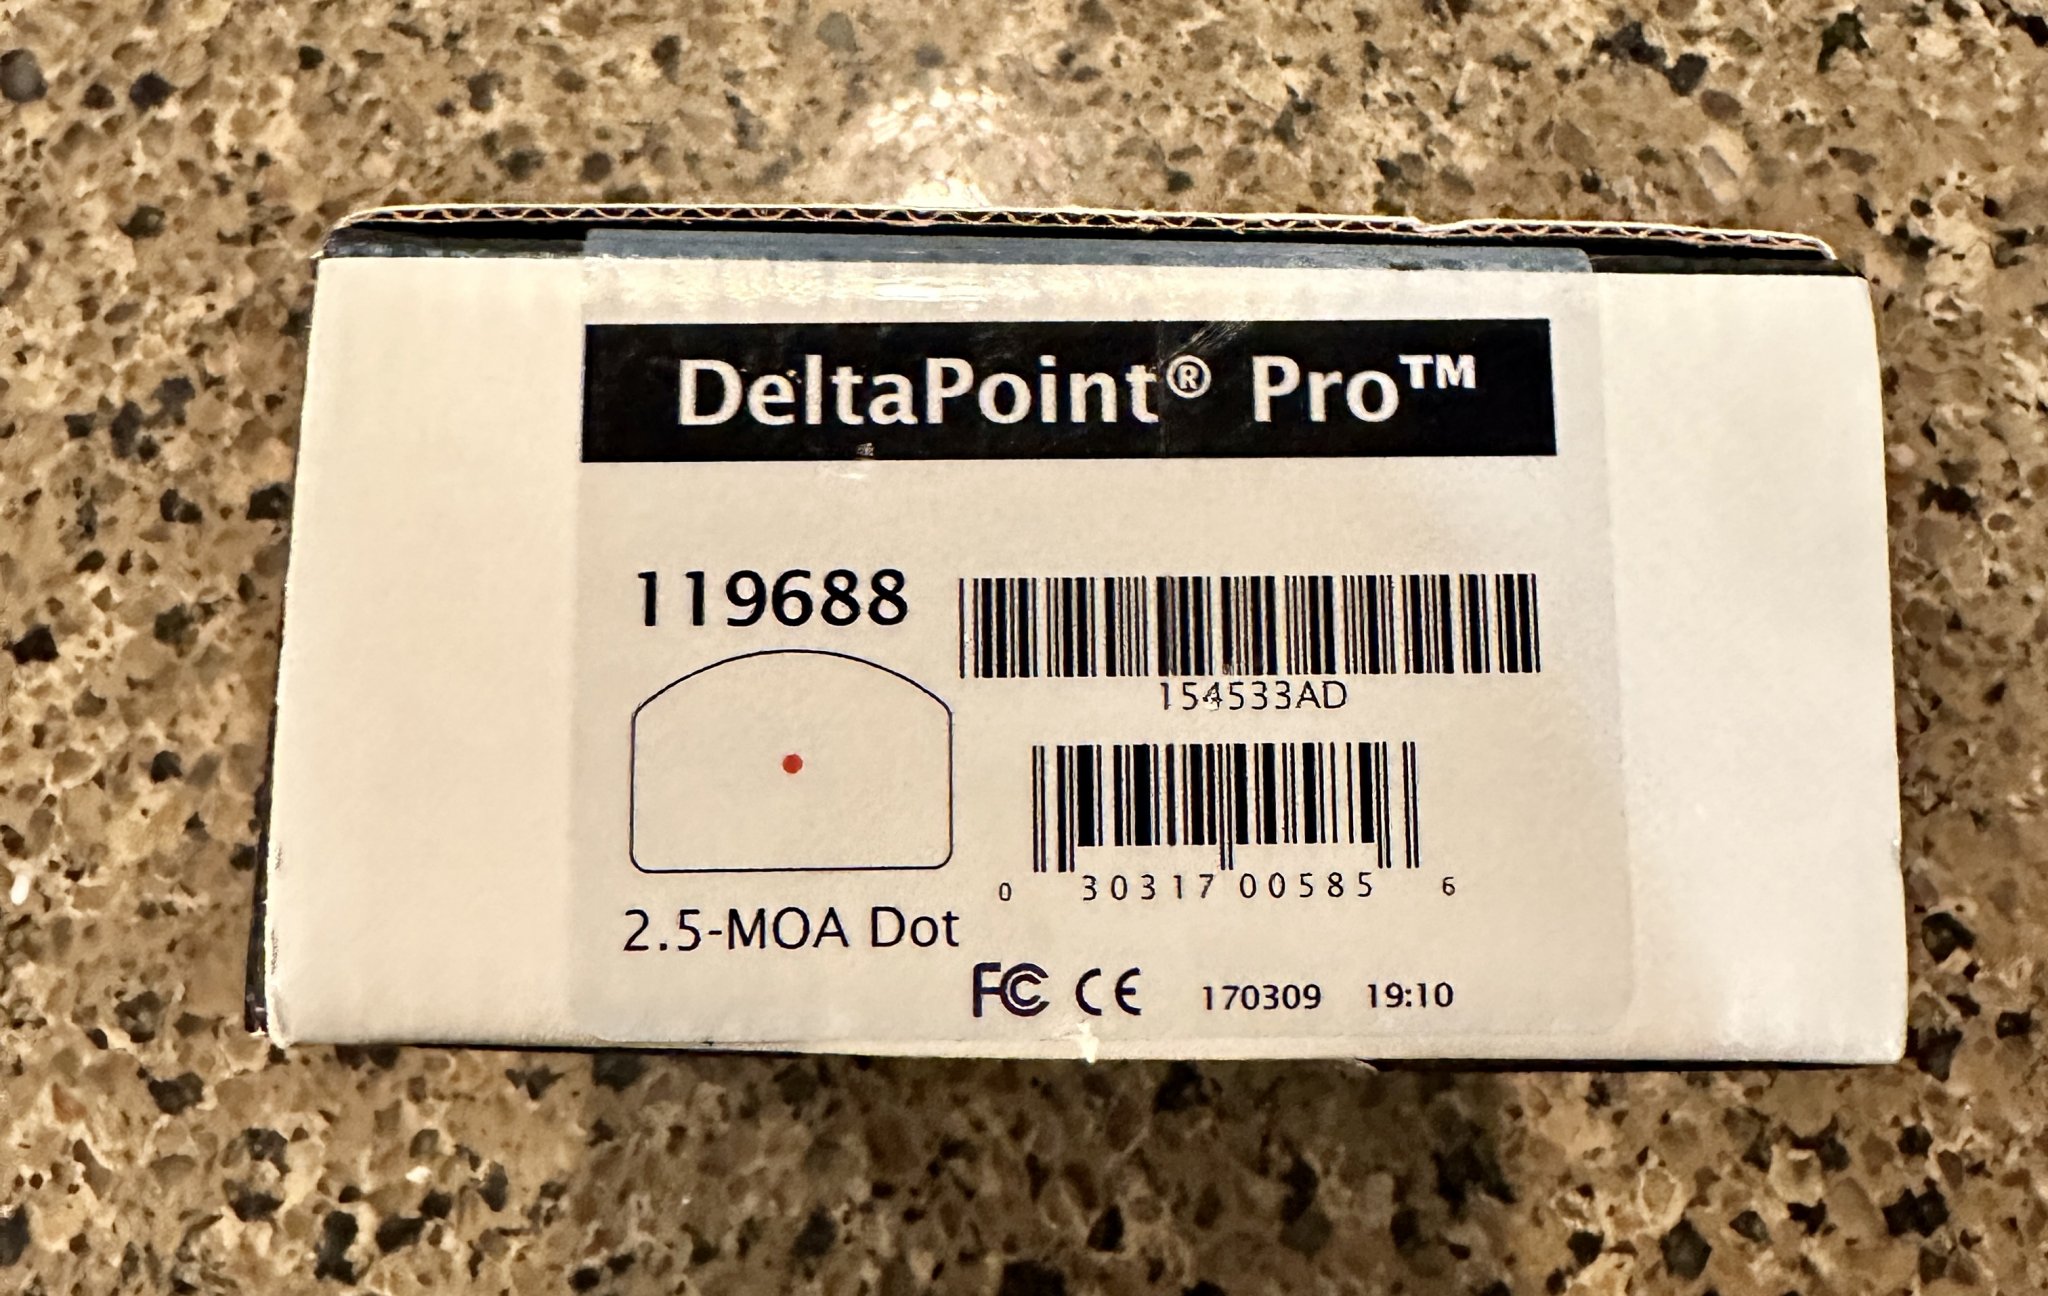 DeltaPoint® Pro™
119688
154533AD
0 30317 00585 6
2.5-MOA Dot
FC CE 170309 19:10